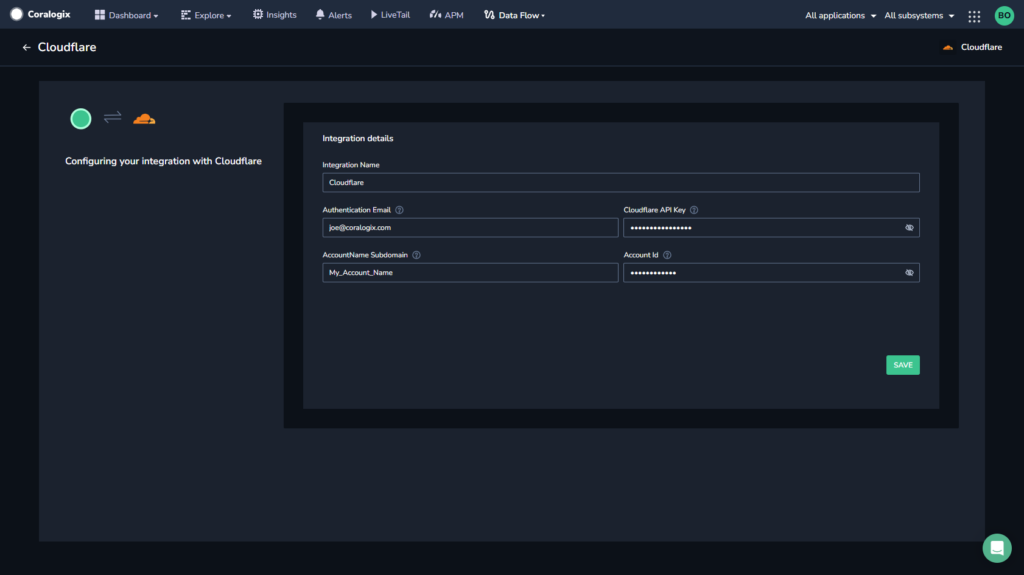 Coralogix Dashboard Explore Insights Alerts LiveTail APM Data Flow All applications All subsystems BO
← Cloudflare Cloudflare
Configuring your integration with Cloudflare
Integration details
Integration Name
Cloudflare
Authentication Email ? Cloudflare API Key ?
joe@coralogix.com ••••••••••••••••
AccountName Subdomain ? Account Id ?
My_Account_Name ••••••••••••
SAVE